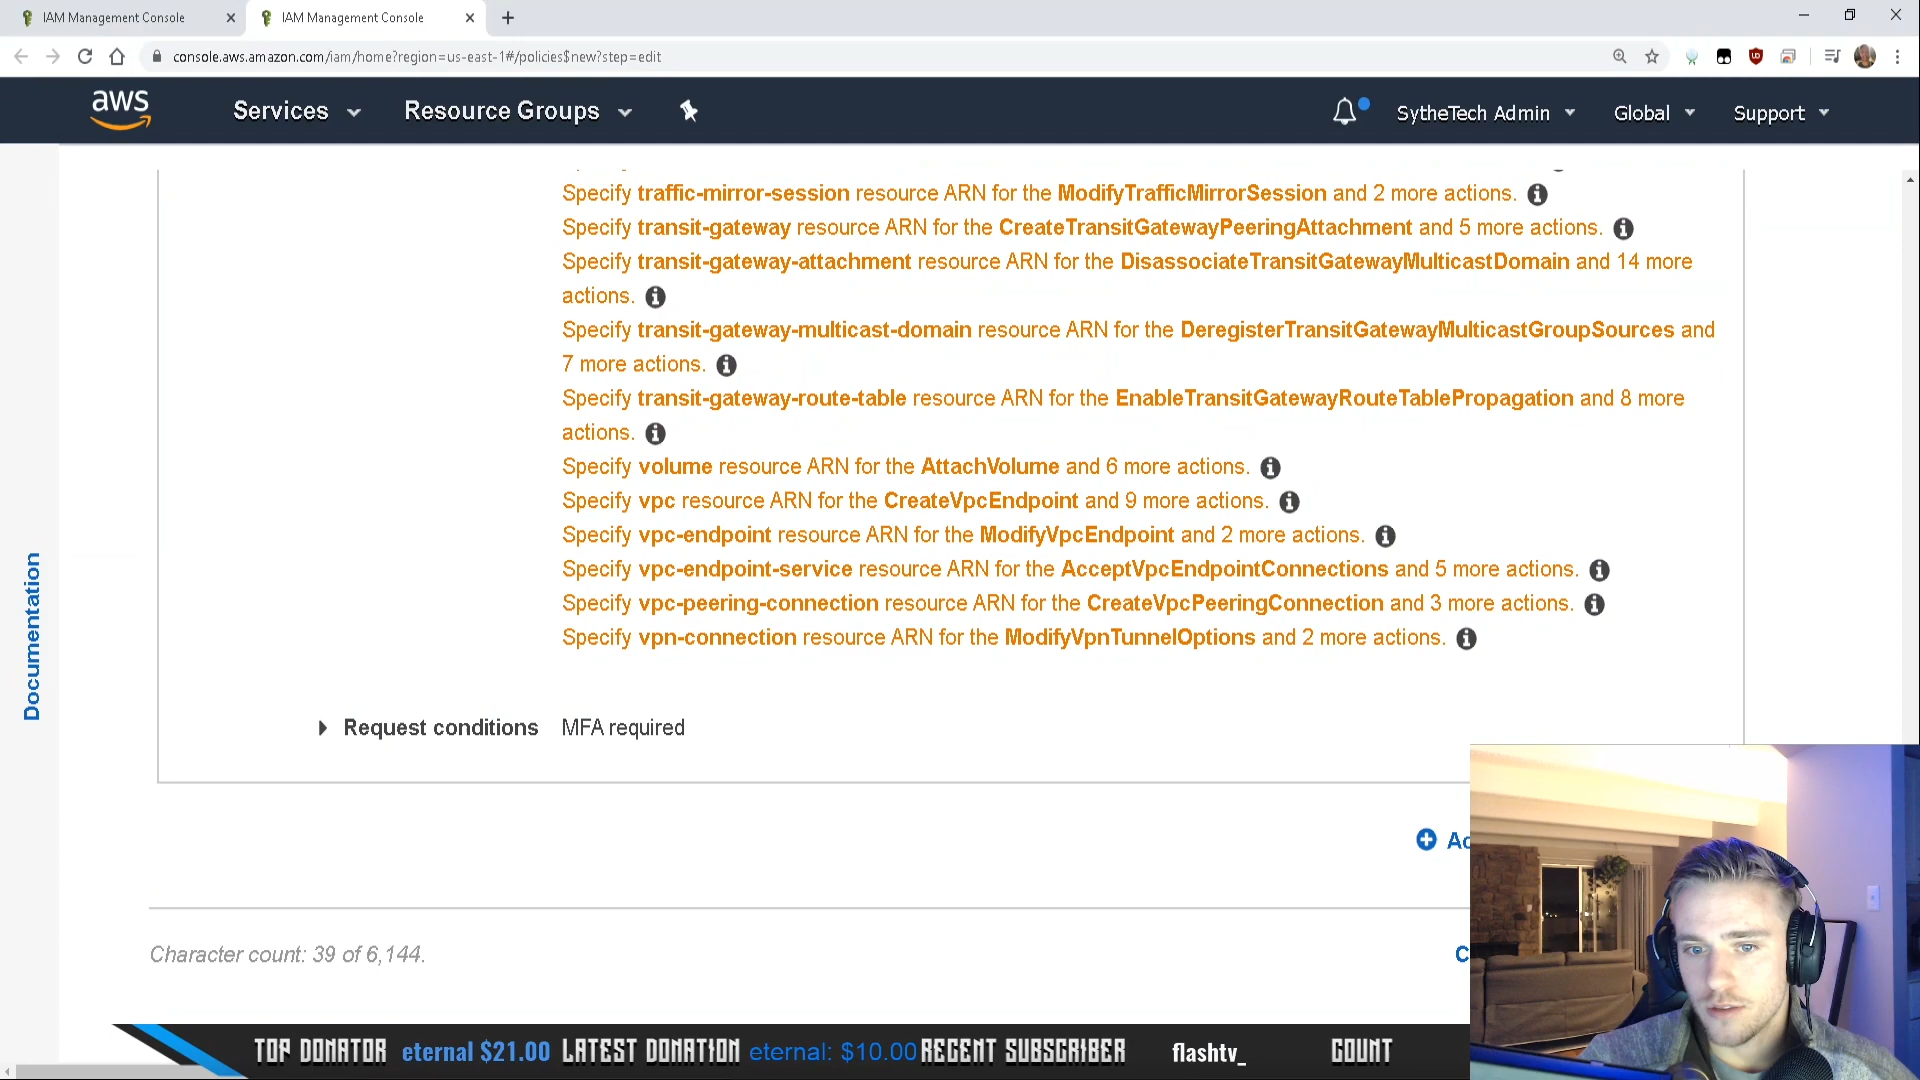 IAM Management Console
IAM Management Console
console.aws.amazon.com/iam/home?region=us-east-1#/policies$new?step=edit
aws
Services
Resource Groups
SytheTech Admin
Global
Support
Specify traffic-mirror-session resource ARN for the ModifyTrafficMirrorSession and 2 more actions.
Specify transit-gateway resource ARN for the CreateTransitGatewayPeeringAttachment and 5 more actions.
Specify transit-gateway-attachment resource ARN for the DisassociateTransitGatewayMulticastDomain and 14 more
actions.
Specify transit-gateway-multicast-domain resource ARN for the DeregisterTransitGatewayMulticastGroupSources and
7 more actions.
Specify transit-gateway-route-table resource ARN for the EnableTransitGatewayRouteTablePropagation and 8 more
actions.
Specify volume resource ARN for the AttachVolume and 6 more actions.
Specify vpc resource ARN for the CreateVpcEndpoint and 9 more actions.
Specify vpc-endpoint resource ARN for the ModifyVpcEndpoint and 2 more actions.
Specify vpc-endpoint-service resource ARN for the AcceptVpcEndpointConnections and 5 more actions.
Specify vpc-peering-connection resource ARN for the CreateVpcPeeringConnection and 3 more actions.
Specify vpn-connection resource ARN for the ModifyVpnTunnelOptions and 2 more actions.
Documentation
Request conditions MFA required
Character count: 39 of 6,144.
TOP DONATOR eternal $21.00 LATEST DONATION eternal: $10.00 RECENT SUBSCRIBER flashtv_ COUNT